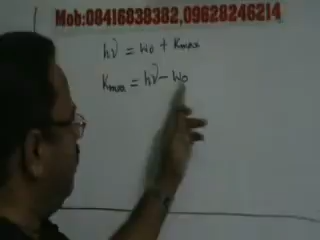 Mob:08416838382,09628246214
hν = W₀ + Kmax
Kmax = hν − W₀